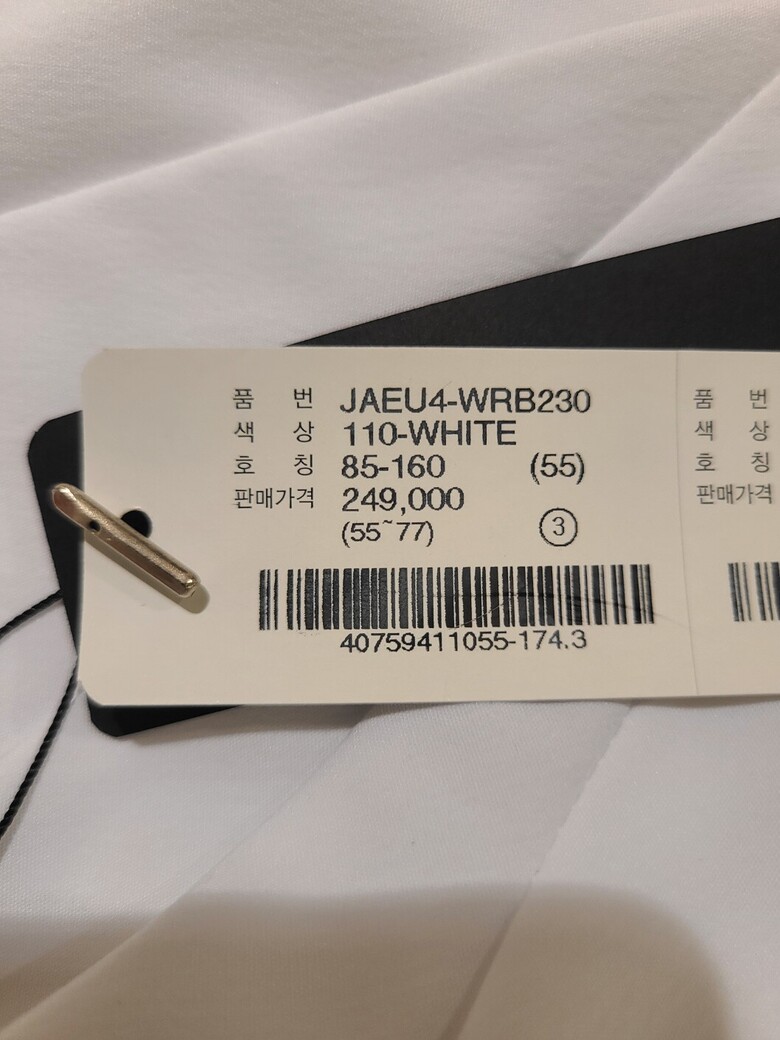 품 번 JAEU4-WRB230
색 상 110-WHITE
호 칭 85-160 (55)
판매가격 249,000
(55~77) ③
40759411055-174.3
품 번
색 상
호 칭
판매가격